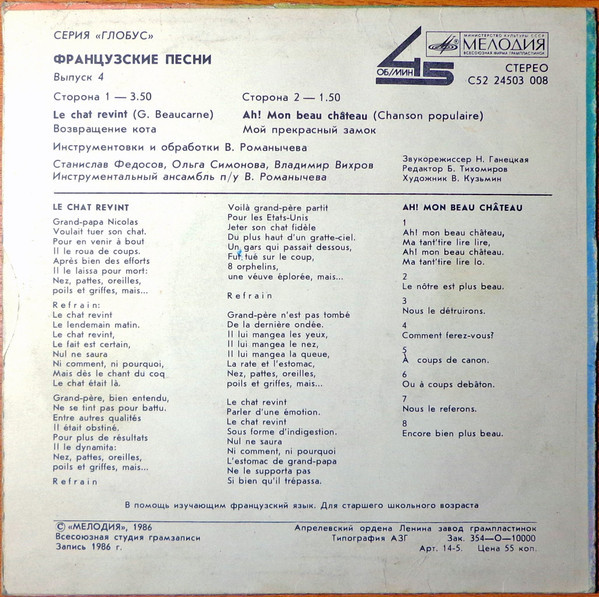 СЕРИЯ «ГЛОБУС»
ФРАНЦУЗСКИЕ ПЕСНИ
Выпуск 4
45
ОБ/МИН
МИНИСТЕРСТВО КУЛЬТУРЫ СССР
МЕЛОДИЯ
ВСЕСОЮЗНАЯ ФИРМА ГРАМПЛАСТИНОК
СТЕРЕО
С52 24503 008
Сторона 1 — 3.50
Le chat revint (G. Beaucarne)
Возвращение кота
Сторона 2 — 1.50
Ah! Mon beau château (Chanson populaire)
Мой прекрасный замок
Инструментовки и обработки В. Романычева
Станислав Федосов, Ольга Симонова, Владимир Вихров
Инструментальный ансамбль п/у В. Романычева
Звукорежиссер Н. Ганецкая
Редактор Б. Тихомиров
Художник В. Кузьмин
LE CHAT REVINT
Grand-papa Nicolas
Voulait tuer son chat.
Pour en venir à bout
Il le roua de coups.
Après bien des efforts
Il le laissa pour mort:
Nez, pattes, oreilles,
poils et griffes, mais...
Refrain:
Le chat revint
Le lendemain matin.
Le chat revint,
Le fait est certain,
Nul ne saura
Ni comment, ni pourquoi,
Mais dès le chant du coq
Le chat était là.
Grand-père, bien entendu,
Ne se tint pas pour battu.
Entre autres qualités
Il était obstiné.
Pour plus de résultats
Il le dynamita:
Nez, pattes, oreilles,
poils et griffes, mais...
Refrain
Voilà grand-père partit
Pour les Etats-Unis
Jeter son chat fidèle
Du plus haut d'un gratte-ciel.
Un gars qui passait dessous,
Fut tué sur le coup,
8 orphelins,
une véuve éplorée, mais...
Refrain
Grand-père n'est pas tombé
De la dernière ondée.
Il lui mangea les yeux,
Il lui mangea le nez,
Il lui mangea la queue,
La rate et l'estomac,
Nez, pattes, oreilles,
poils et griffes, mais...
Le chat revint
Parler d'une émotion.
Le chat revint
Sous forme d'indigestion.
Nul ne saura
Ni comment, ni pourquoi
L'estomac de grand-papa
Ne le supporta pas
Si bien qu'il trépassa.
AH! MON BEAU CHÂTEAU
1
Ah! mon beau château,
Ma tant'tire lire lire,
Ah! mon beau château,
Ma tant'tire lire lo.
2
Le nôtre est plus beau.
3
Nous le détruirons.
4
Comment ferez-vous?
5
À coups de canon.
6
Ou à coups debâton.
7
Nous le referons.
8
Encore bien plus beau.
В помощь изучающим французский язык. Для старшего школьного возраста
© «МЕЛОДИЯ», 1986
Всесоюзная студия грамзаписи
Запись 1986 г.
Апрелевский ордена Ленина завод грампластинок
Типография АЗГ Зак. 354—О—10000
Арт. 14-5. Цена 55 коп.